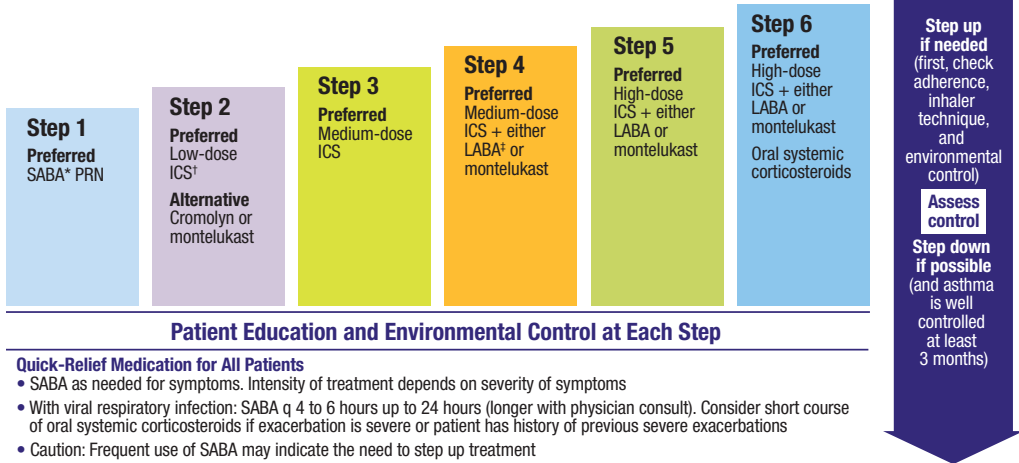 Step 1
Preferred
SABA* PRN
Step 2
Preferred
Low-dose
ICS†
Alternative
Cromolyn or
montelukast
Step 3
Preferred
Medium-dose
ICS
Step 4
Preferred
Medium-dose
ICS + either
LABA‡ or
montelukast
Step 5
Preferred
High-dose
ICS + either
LABA or
montelukast
Step 6
Preferred
High-dose
ICS + either
LABA or
montelukast
Oral systemic
corticosteroids
Step up
if needed
(first, check
adherence,
inhaler
technique,
and
environmental
control)
Assess
control
Step down
if possible
(and asthma
is well
controlled
at least
3 months)
Patient Education and Environmental Control at Each Step
Quick-Relief Medication for All Patients
• SABA as needed for symptoms. Intensity of treatment depends on severity of symptoms
• With viral respiratory infection: SABA q 4 to 6 hours up to 24 hours (longer with physician consult). Consider short course
of oral systemic corticosteroids if exacerbation is severe or patient has history of previous severe exacerbations
• Caution: Frequent use of SABA may indicate the need to step up treatment